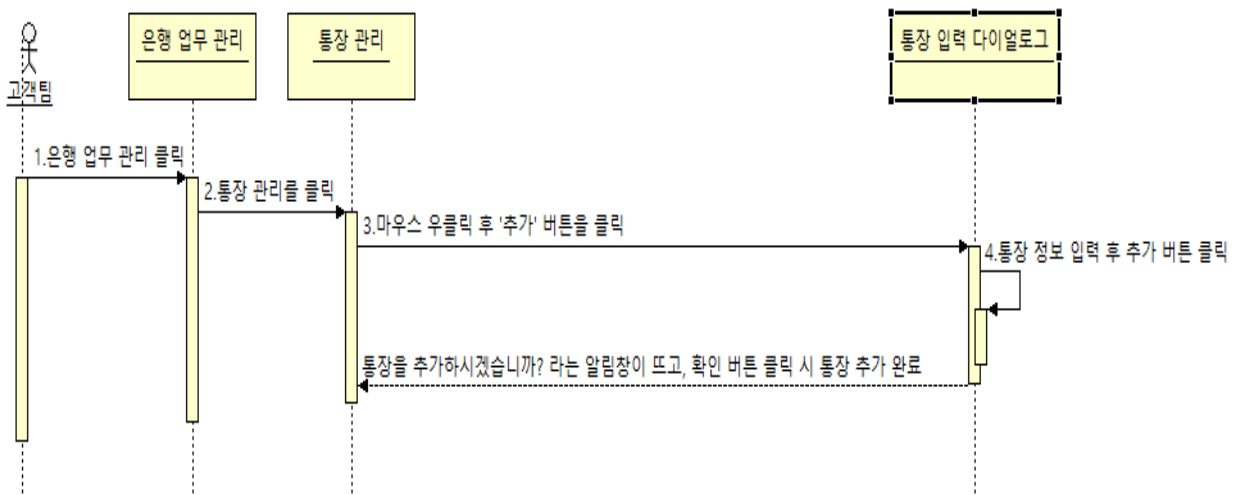 고객팀
은행 업무 관리
통장 관리
통장 입력 다이얼로그
1.은행 업무 관리 클릭
2.통장 관리를 클릭
3.마우스 우클릭 후 '추가' 버튼을 클릭
4.통장 정보 입력 후 추가 버튼 클릭
통장을 추가하시겠습니까? 라는 알림창이 뜨고, 확인 버튼 클릭 시 통장 추가 완료